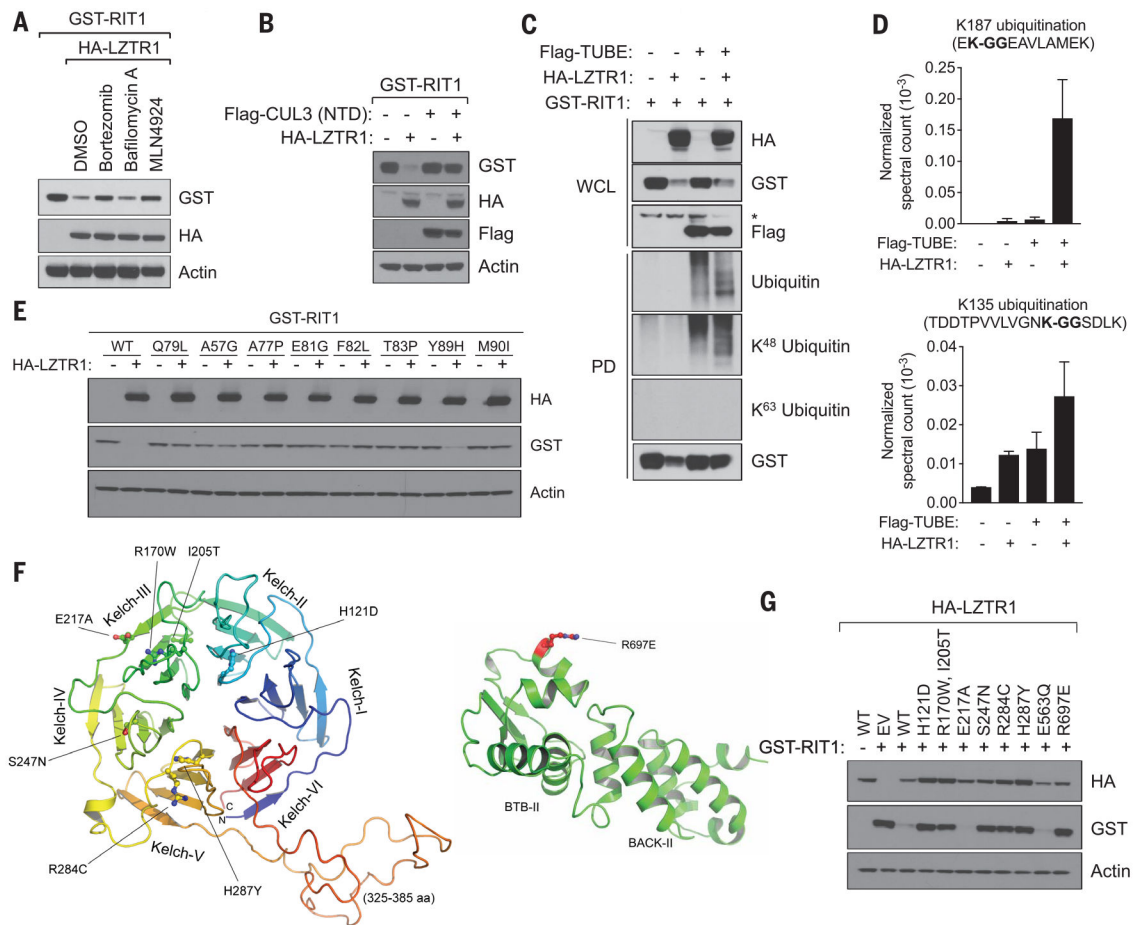 A
GST-RIT1
HA-LZTR1
DMSO
Bortezomib
Bafilomycin A
MLN4924
GST
HA
Actin
B
GST-RIT1
Flag-CUL3 (NTD): - - + +
HA-LZTR1: - + - +
GST
HA
Flag
Actin
C
Flag-TUBE: - - + +
HA-LZTR1: - + - +
GST-RIT1: + + + +
WCL
HA
GST
*
Flag
PD
Ubiquitin
K48 Ubiquitin
K63 Ubiquitin
GST
D
K187 ubiquitination
(EK-GGEAVLAMEK)
Normalized
spectral count (10-3)
0.25
0.20
0.15
0.10
0.05
0.00
Flag-TUBE: - - + +
HA-LZTR1: - + - +
K135 ubiquitination
(TDDTPVVLVGNK-GGSDLK)
Normalized
spectral count (10-3)
0.04
0.03
0.02
0.01
0.00
Flag-TUBE: - - + +
HA-LZTR1: - + - +
E
GST-RIT1
WT Q79L A57G A77P E81G F82L T83P Y89H M90I
HA-LZTR1: - + - + - + - + - + - + - + - + - +
HA
GST
Actin
F
R170W I205T
Kelch-III
Kelch-II
E217A
H121D
Kelch-IV
Kelch-I
S247N
C
N
Kelch-VI
Kelch-V
R284C
H287Y
(325-385 aa)
R697E
BTB-II
BACK-II
G
HA-LZTR1
WT
EV
WT
H121D
R170W, I205T
E217A
S247N
R284C
H287Y
E563Q
R697E
GST-RIT1: - + + + + + + + + + +
HA
GST
Actin